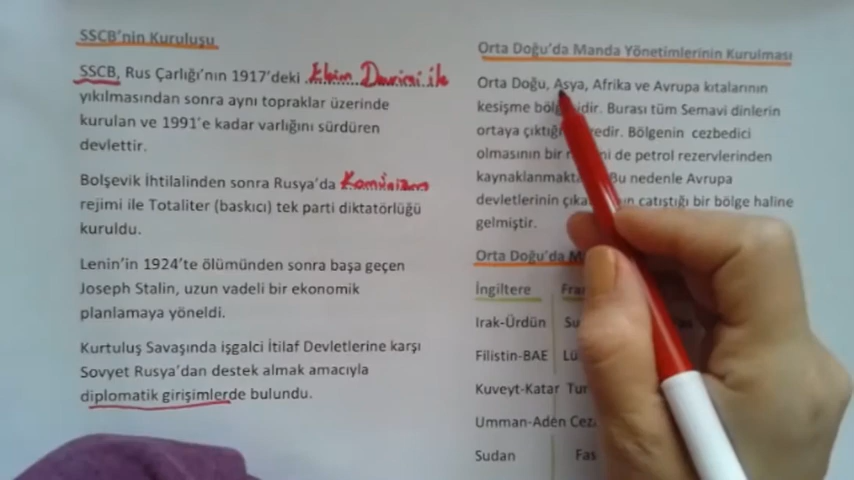 SSCB'nin Kuruluşu
SSCB, Rus Çarlığı'nın 1917'deki Ekim Devrimi ile
yıkılmasından sonra aynı topraklar üzerinde
kurulan ve 1991'e kadar varlığını sürdüren
devlettir.
Bolşevik İhtilalinden sonra Rusya'da Komünizm
rejimi ile Totaliter (baskıcı) tek parti diktatörlüğü
kuruldu.
Lenin'in 1924'te ölümünden sonra başa geçen
Joseph Stalin, uzun vadeli bir ekonomik
planlamaya yöneldi.
Kurtuluş Savaşında işgalci İtilaf Devletlerine karşı
Sovyet Rusya'dan destek almak amacıyla
diplomatik girişimlerde bulundu.
Orta Doğu'da Manda Yönetimlerinin Kurulması
Orta Doğu, Asya, Afrika ve Avrupa kıtalarının
kesişme Burası tüm Semavi dinlerin
ortaya Bölgenin cezbedici
olmasının bir de petrol rezervlerinden
Bu nedenle Avrupa
devletlerinin çatıştığı bir bölge haline
gelmiştir.
Orta Doğu'da
İngiltere
Irak-Ürdün
Filistin-BAE
Kuveyt-Katar
Umman-Aden
Sudan Fas